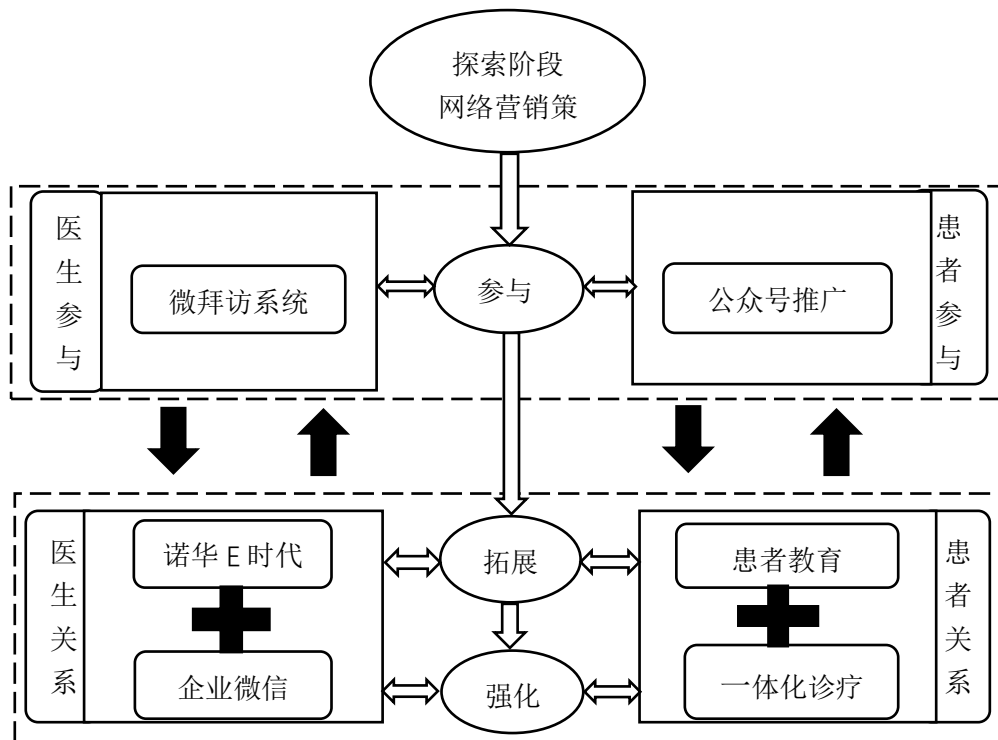 探索阶段
网络营销策
医生参与
微拜访系统
参与
公众号推广
患者参与
医生关系
诺华 E 时代
拓展
患者教育
患者关系
企业微信
强化
一体化诊疗